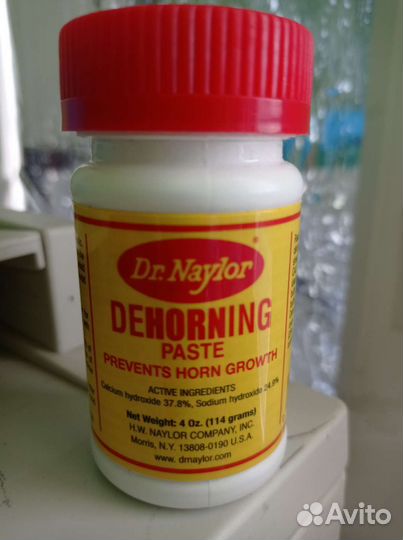 Dr. Naylor®
DEHORNING
PASTE
PREVENTS HORN GROWTH
ACTIVE INGREDIENTS
Calcium hydroxide 37.8%, Sodium hydroxide 24.9%
Net Weight: 4 Oz. (114 grams)
H.W. NAYLOR COMPANY, INC.
Morris, N.Y. 13808-0190 U.S.A.
www.drnaylor.com
Avito